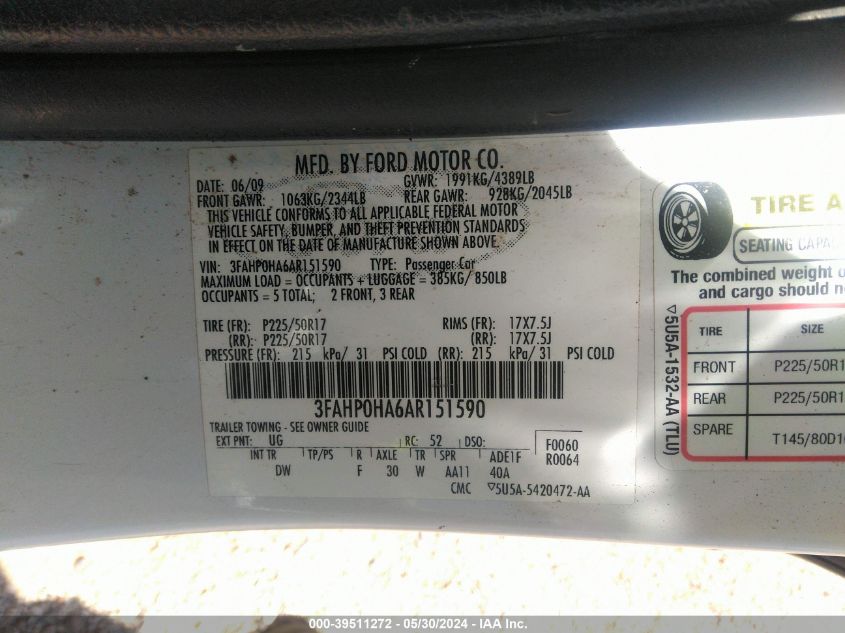 MFD. BY FORD MOTOR CO.
DATE: 06/09 GVWR: 1991KG/4389LB
FRONT GAWR: 1063KG/2344LB REAR GAWR: 928KG/2045LB
THIS VEHICLE CONFORMS TO ALL APPLICABLE FEDERAL MOTOR
VEHICLE SAFETY, BUMPER, AND THEFT PREVENTION STANDARDS
IN EFFECT ON THE DATE OF MANUFACTURE SHOWN ABOVE.
VIN: 3FAHP0HA6AR151590 TYPE: Passenger Car
MAXIMUM LOAD = OCCUPANTS + LUGGAGE = 385KG/ 850LB
OCCUPANTS = 5 TOTAL; 2 FRONT, 3 REAR
TIRE (FR): P225/50R17 RIMS (FR): 17X7.5J
(RR): P225/50R17 (RR): 17X7.5J
PRESSURE (FR): 215 kPa/ 31 PSI COLD (RR): 215 kPa/ 31 PSI COLD
3FAHP0HA6AR151590
TRAILER TOWING - SEE OWNER GUIDE
EXT PNT: UG RC: 52 DSO: F0060
R0064
INT TR TP/PS R AXLE TR SPR ADE1F
DW F 30 W AA11 40A
CMC ▽5U5A-5420472-AA
TIRE A
SEATING CAPAC
The combined weight o
and cargo should ne
▽5U5A-1532-AA (TLU)
TIRE SIZE
FRONT P225/50R1
REAR P225/50R1
SPARE T145/80D1
000-39511272 - 05/30/2024 - IAA Inc.